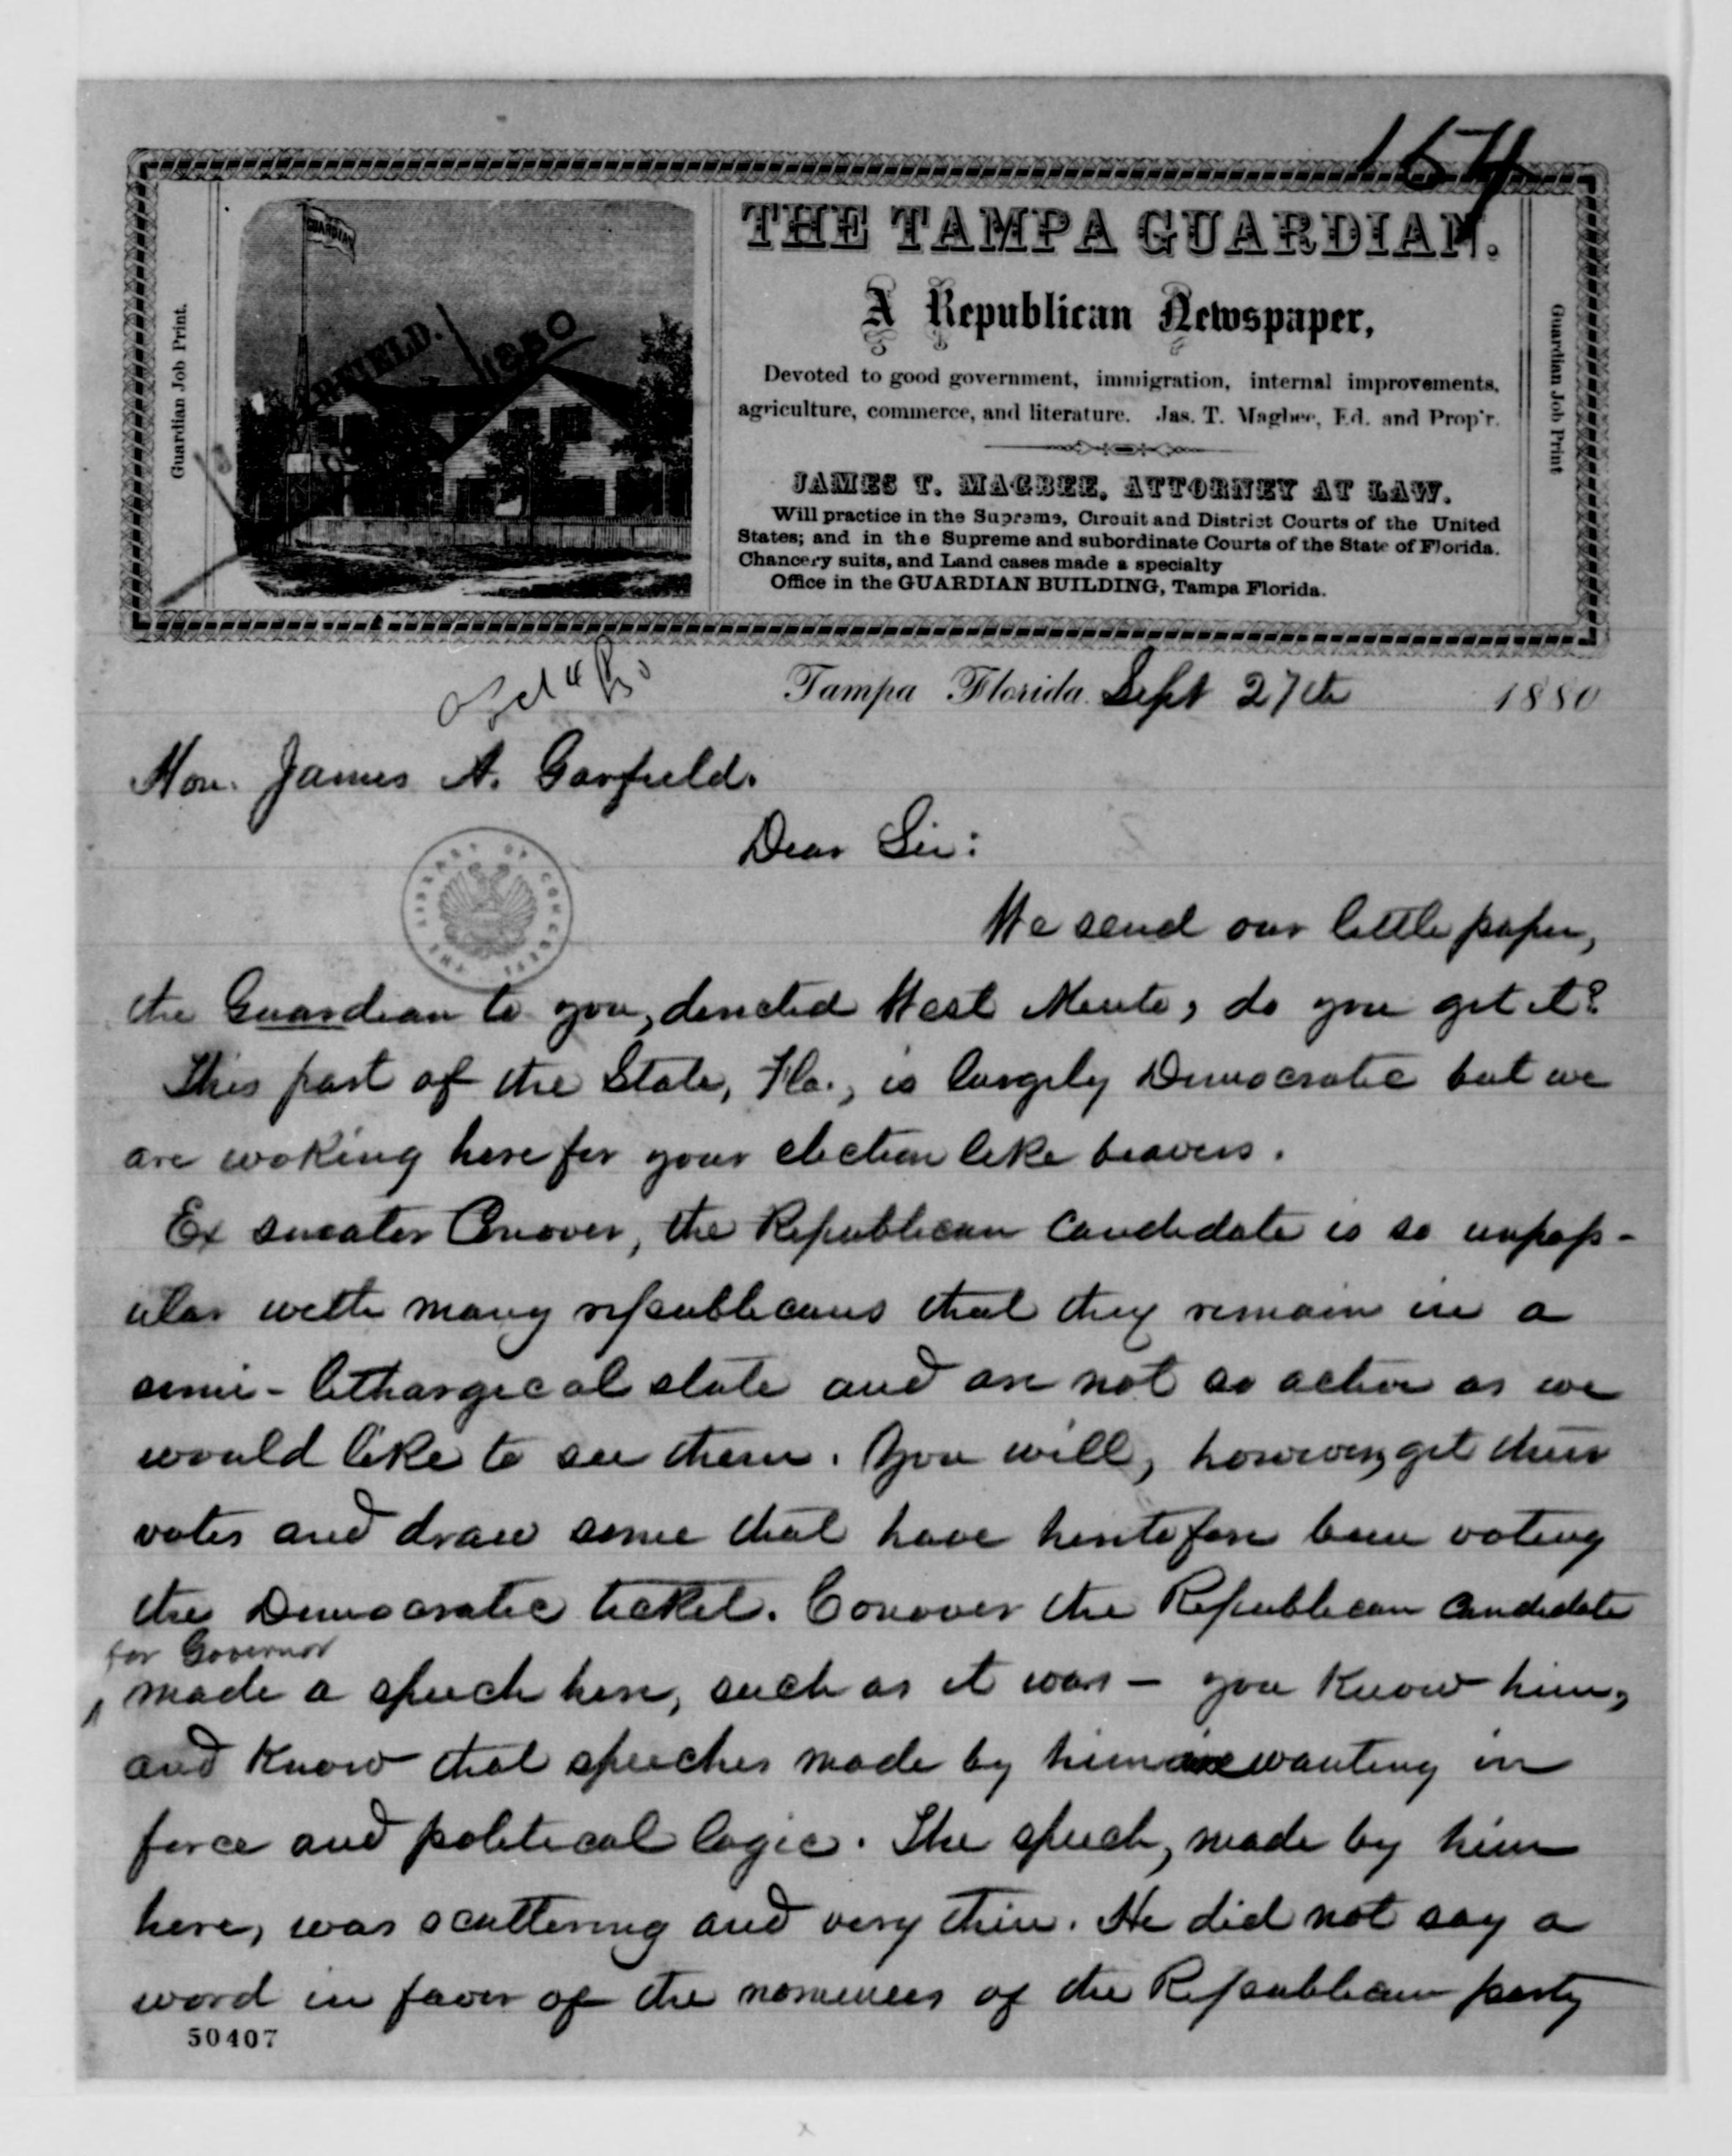 154
THE TAMPA GUARDIAN.
A Republican Newspaper,
Devoted to good government, immigration, internal improvements,
agriculture, commerce, and literature. Jas. T. Magbee, Ed. and Prop'r.
JAMES T. MAGBEE, ATTORNEY AT LAW.
Will practice in the Supreme, Circuit and District Courts of the United
States; and in the Supreme and subordinate Courts of the State of Florida.
Chancery suits, and Land cases made a specialty
Office in the GUARDIAN BUILDING, Tampa Florida.
Guardian Job Print.
Guardian Job Print
GUARDIAN
1880
Tampa Florida Sept 27th 1880
Hon. James A. Garfield.
Dear Sir:
THE LIBRARY OF CONGRESS
We send our little paper,
the Guardian to you, directed West Mento, do you get it?
This part of the State, Fla., is largely Democratic but we
are woking here for your election like beavers.
Ex senator Conover, the Republican Candidate is so unpop-
ular with many republicans that they remain in a
semi-lethargical state and are not so active as we
would like to see them. You will, however, get their
votes and draw some that have heretofore been voting
the Democratic ticket. Conover the Republican Candidate
for Governor
made a speech here, such as it was – you Know him,
and Know that speeches made by him are wanting in
force and political logic. The speech, made by him
here, was scattering and very thin. He did not say a
word in favor of the nominees of the Republican party
50407